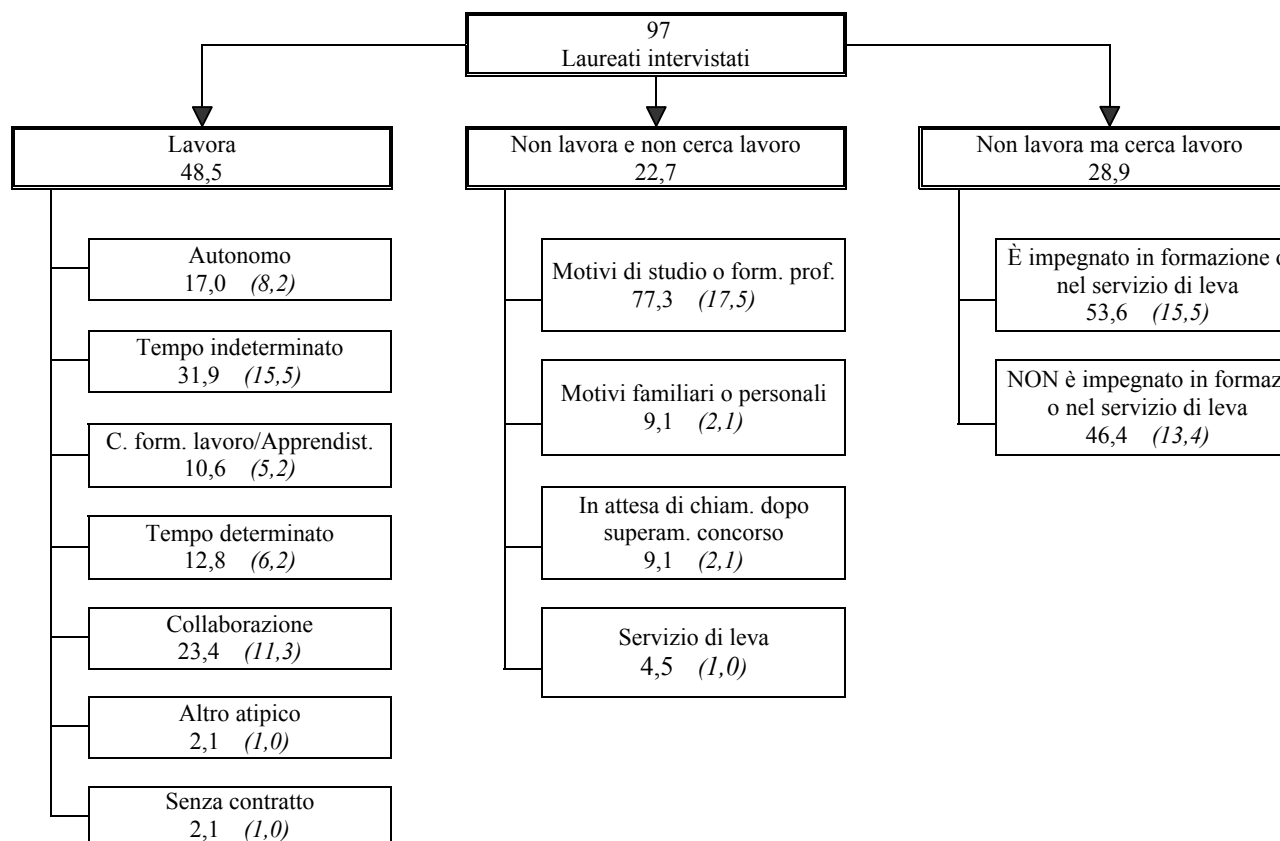 97
Laureati intervistati
Lavora
48,5
Autonomo
17,0 (8,2)
Tempo indeterminato
31,9 (15,5)
C. form. lavoro/Apprendist.
10,6 (5,2)
Tempo determinato
12,8 (6,2)
Collaborazione
23,4 (11,3)
Altro atipico
2,1 (1,0)
Senza contratto
2,1 (1,0)
Non lavora e non cerca lavoro
22,7
Motivi di studio o form. prof.
77,3 (17,5)
Motivi familiari o personali
9,1 (2,1)
In attesa di chiam. dopo
superam. concorso
9,1 (2,1)
Servizio di leva
4,5 (1,0)
Non lavora ma cerca lavoro
28,9
È impegnato in formazione
nel servizio di leva
53,6 (15,5)
NON è impegnato in
o nel servizio di leva
46,4 (13,4)